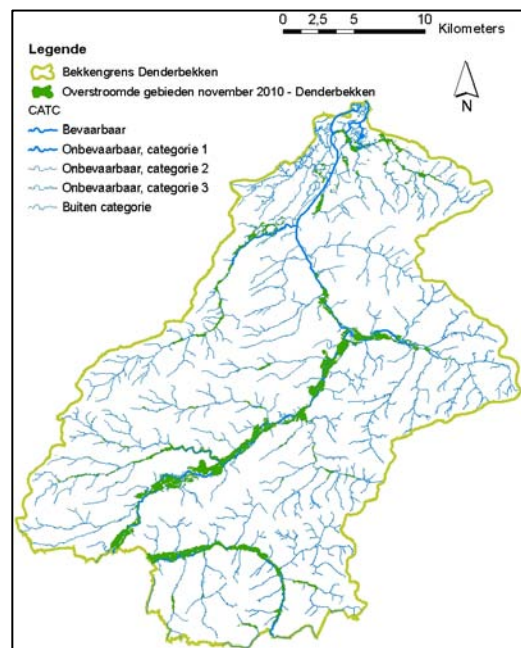 0 2,5 5 10
Kilometers
Legende
Bekkengrens Denderbekken
Overstroomde gebieden november 2010 - Denderbekken
CATC
Bevaarbaar
Onbevaarbaar, categorie 1
Onbevaarbaar, categorie 2
Onbevaarbaar, categorie 3
Buiten categorie
N